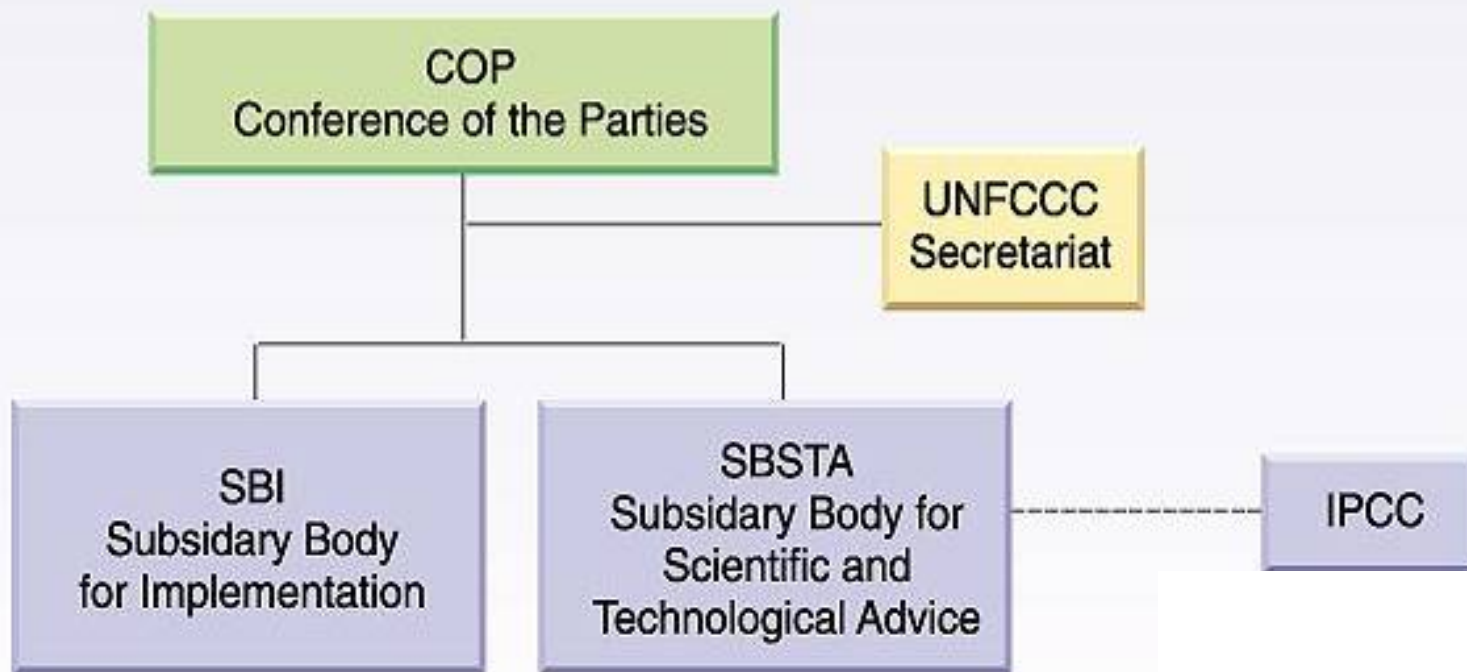 COP
Conference of the Parties
UNFCCC
Secretariat
SBI
Subsidary Body
for Implementation
SBSTA
Subsidary Body for
Scientific and
Technological Advice
IPCC